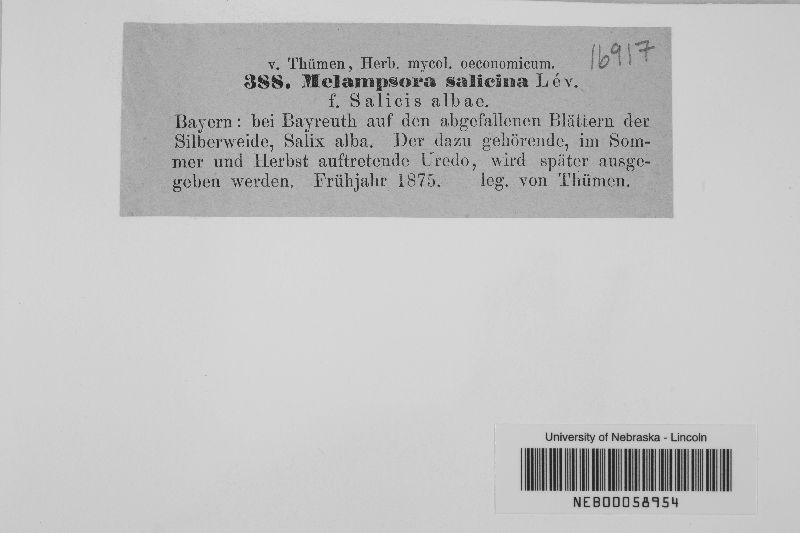 v. Thümen, Herb. mycol. oeconomicum.
16917
388. Melampsora salicina Lév.
f. Salicis albae.
Bayern: bei Bayreuth auf den abgefallenen Blättern der
Silberweide, Salix alba. Der dazu gehörende, im Som-
mer und Herbst auftretende Uredo, wird später ausge-
geben werden. Frühjahr 1875. leg. von Thümen.
University of Nebraska - Lincoln
NEB00058954